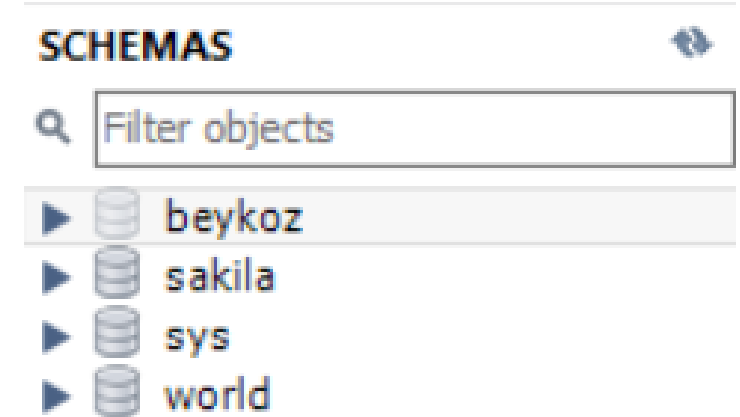 SCHEMAS
Filter objects
beykoz
sakila
sys
world